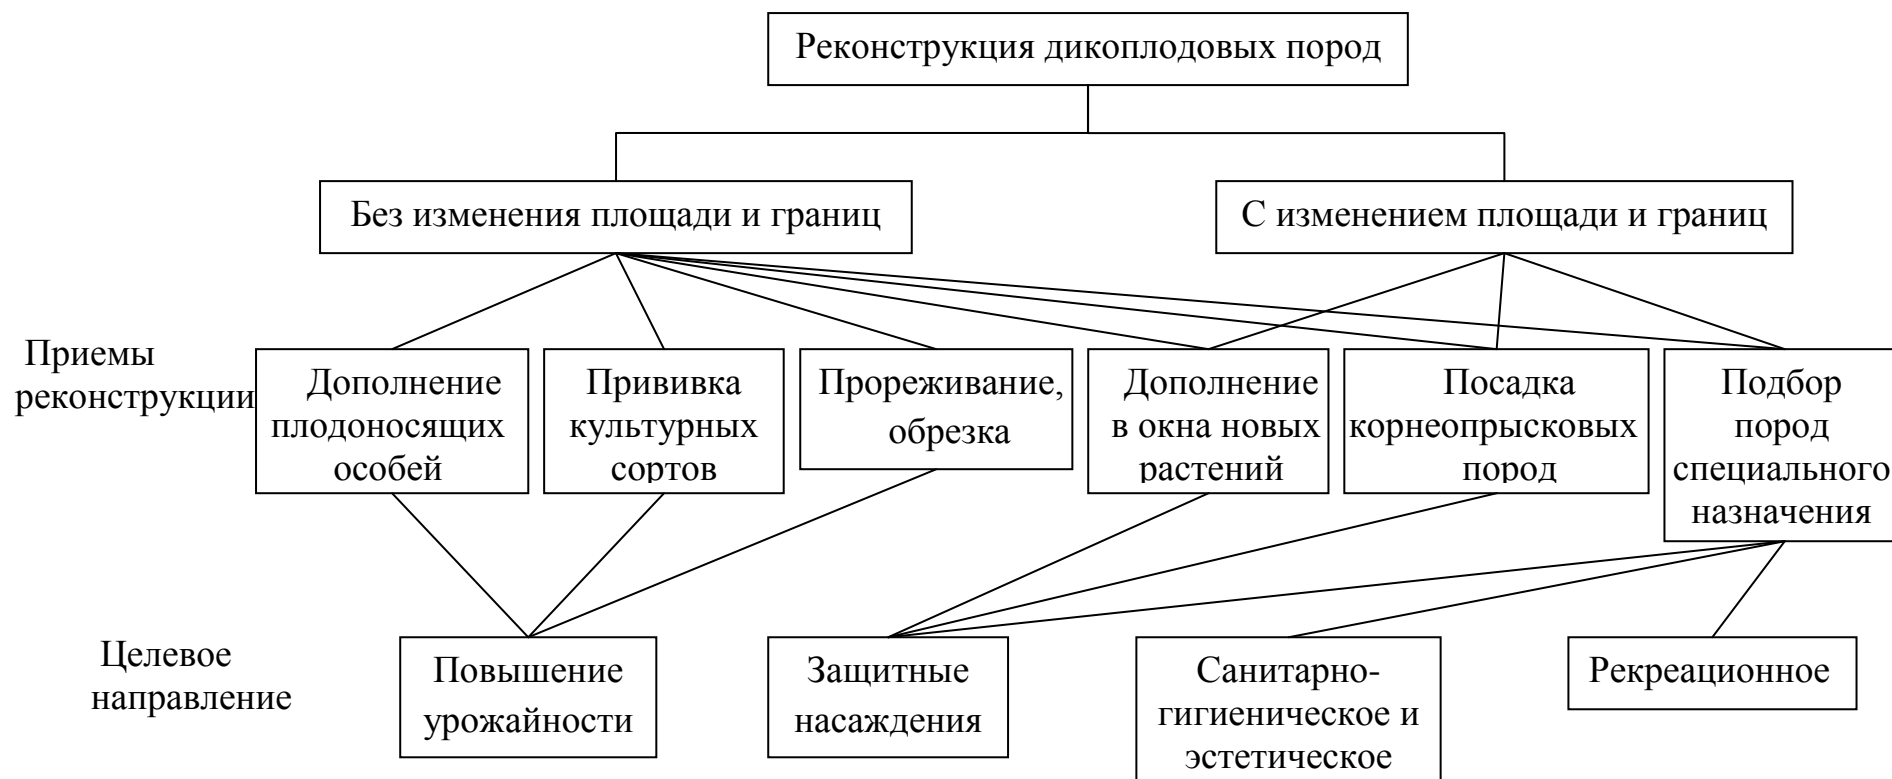 Реконструкция дикоплодовых пород
Без изменения площади и границ
С изменением площади и границ
Приемы
реконструкции
Дополнение
плодоносящих
особей
Прививка
культурных
сортов
Прореживание,
обрезка
Дополнение
в окна новых
растений
Посадка
корнеопрысковых
пород
Подбор
пород
специального
назначения
Целевое
направление
Повышение
урожайности
Защитные
насаждения
Санитарно-
гигиеническое и
эстетическое
Рекреационное